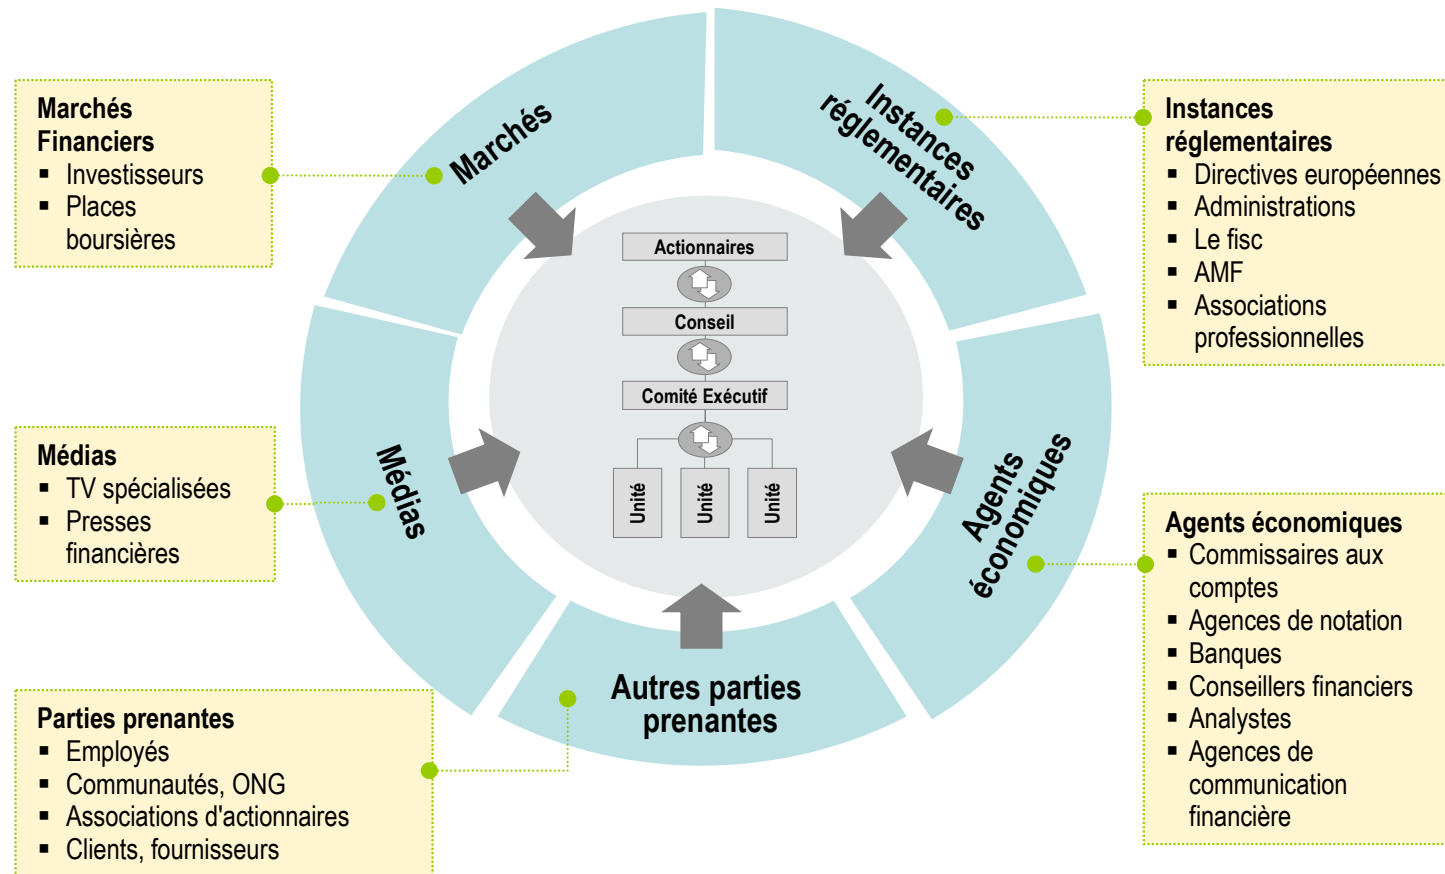 Marchés
Financiers
▪ Investisseurs
▪ Places
boursières
Médias
▪ TV spécialisées
▪ Presses
financières
Parties prenantes
▪ Employés
▪ Communautés, ONG
▪ Associations d'actionnaires
▪ Clients, fournisseurs
Marchés
Instances
réglementaires
Médias
Agents
économiques
Autres parties
prenantes
Actionnaires
Conseil
Comité Exécutif
Unité
Unité
Unité
Instances
réglementaires
▪ Directives européennes
▪ Administrations
▪ Le fisc
▪ AMF
▪ Associations
professionnelles
Agents économiques
▪ Commissaires aux
comptes
▪ Agences de notation
▪ Banques
▪ Conseillers financiers
▪ Analystes
▪ Agences de
communication
financière